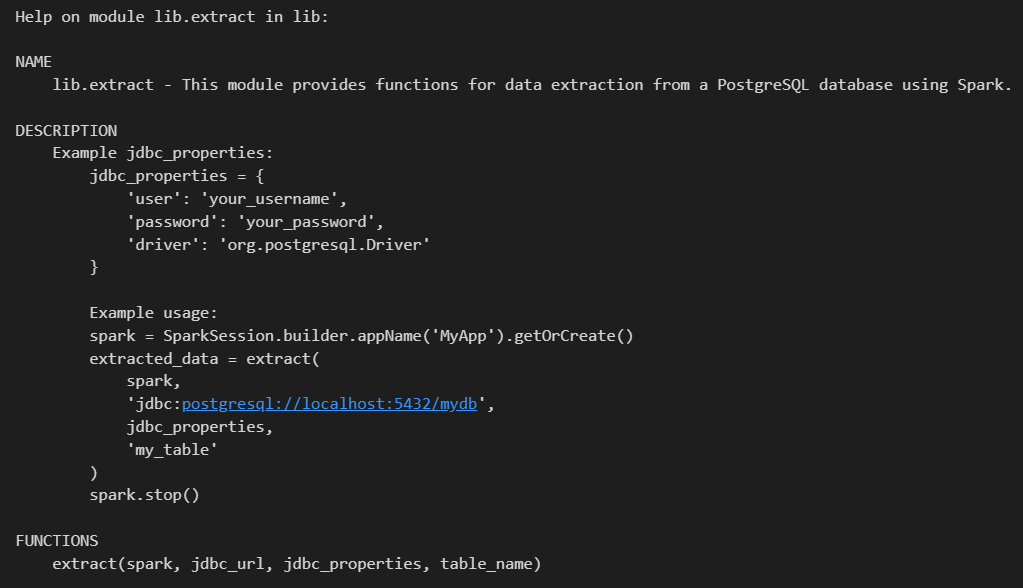 Help on module lib.extract in lib:
NAME
    lib.extract - This module provides functions for data extraction from a PostgreSQL database using Spark.
DESCRIPTION
    Example jdbc_properties:
        jdbc_properties = {
            'user': 'your_username',
            'password': 'your_password',
            'driver': 'org.postgresql.Driver'
        }
        Example usage:
        spark = SparkSession.builder.appName('MyApp').getOrCreate()
        extracted_data = extract(
            spark,
            'jdbc:postgresql://localhost:5432/mydb',
            jdbc_properties,
            'my_table'
        )
        spark.stop()
FUNCTIONS
    extract(spark, jdbc_url, jdbc_properties, table_name)